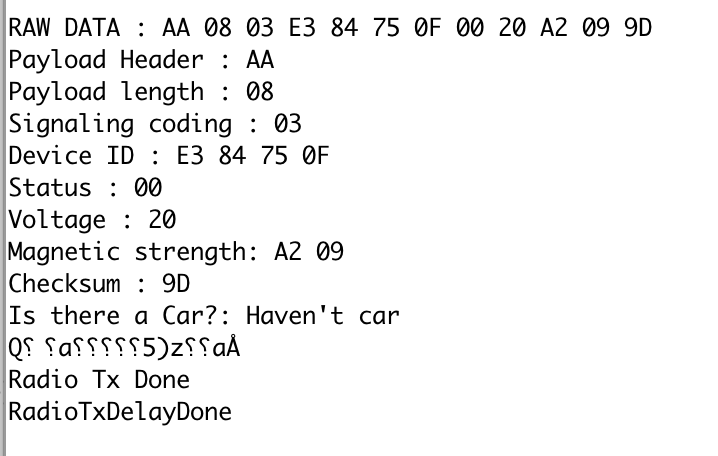 RAW DATA : AA 08 03 E3 84 75 0F 00 20 A2 09 9D
Payload Header : AA
Payload length : 08
Signaling coding : 03
Device ID : E3 84 75 0F
Status : 00
Voltage : 20
Magnetic strength: A2 09
Checksum : 9D
Is there a Car?: Haven't car
Q⸮ ⸮a⸮⸮⸮⸮⸮5)z⸮⸮aÅ
Radio Tx Done
RadioTxDelayDone